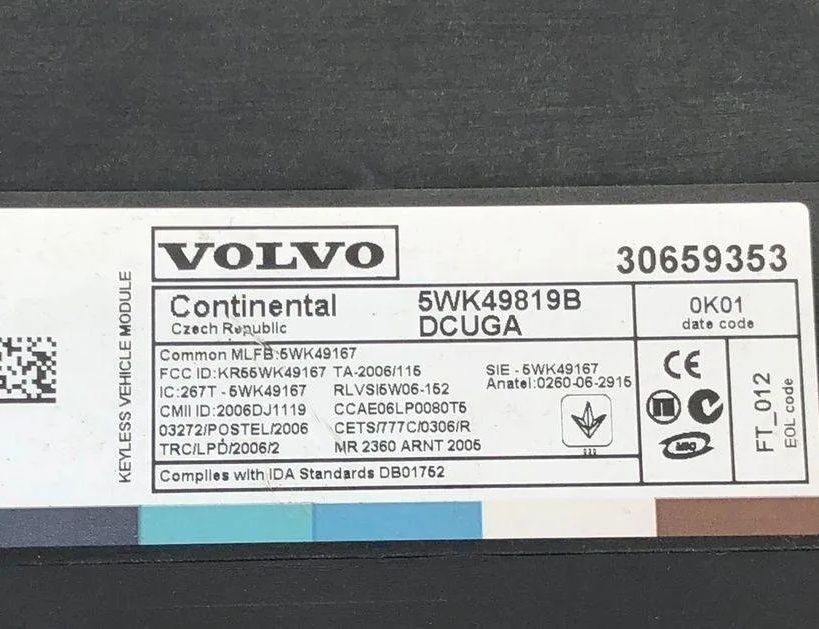 VOLVO
30659353
KEYLESS VEHICLE MODULE
Continental
Czech Republic
5WK49819B
DCUGA
0K01
date code
Common MLFB:5WK49167
FCC ID:KR55WK49167 TA-2006/115
SIE - 5WK49167
IC:267T - 5WK49167 RLVSI5W06-152
Anatel:0260-06-2915
CMII ID:2006DJ1119 CCAE06LP0080T5
03272/POSTEL/2006 CETS/777C/0306/R
TRC/LPD/2006/2 MR 2360 ARNT 2005
Complies with IDA Standards DB01752
CE
FT_012
EOL code